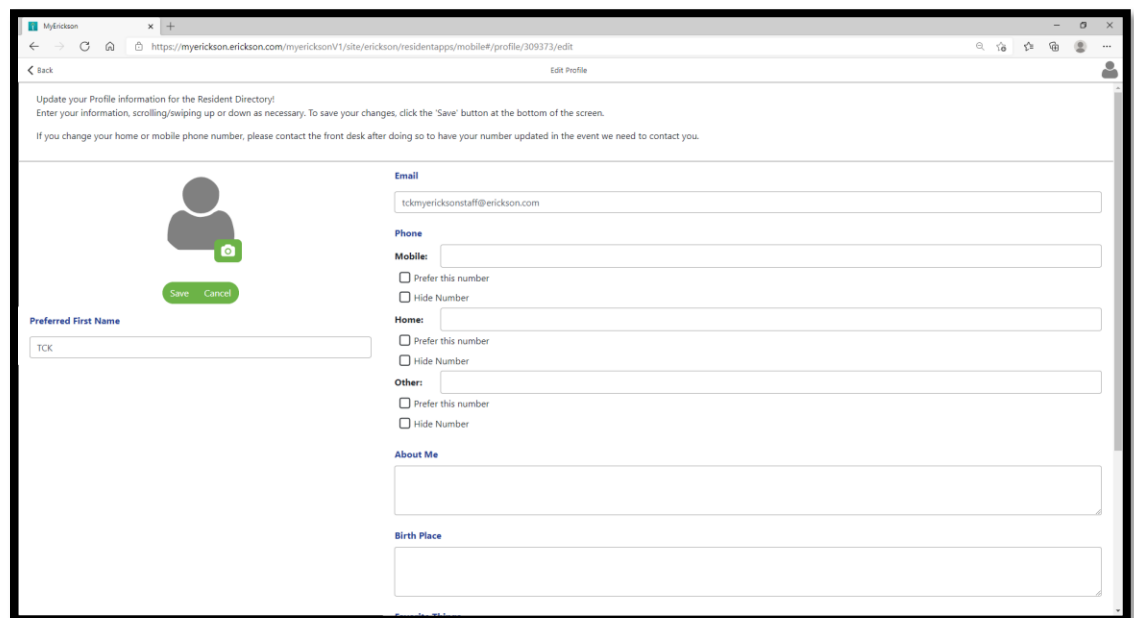 MyErickson
https://myerickson.erickson.com/myericksonV1/site/erickson/residentapps/mobile#/profile/309373/edit
Back
Edit Profile
Update your Profile information for the Resident Directory!
Enter your information, scrolling/swiping up or down as necessary. To save your changes, click the 'Save' button at the bottom of the screen.
If you change your home or mobile phone number, please contact the front desk after doing so to have your number updated in the event we need to contact you.
Save Cancel
Preferred First Name
TCK
Email
tckmyericksonstaff@erickson.com
Phone
Mobile:
Prefer this number
Hide Number
Home:
Prefer this number
Hide Number
Other:
Prefer this number
Hide Number
About Me
Birth Place
Favorite Things